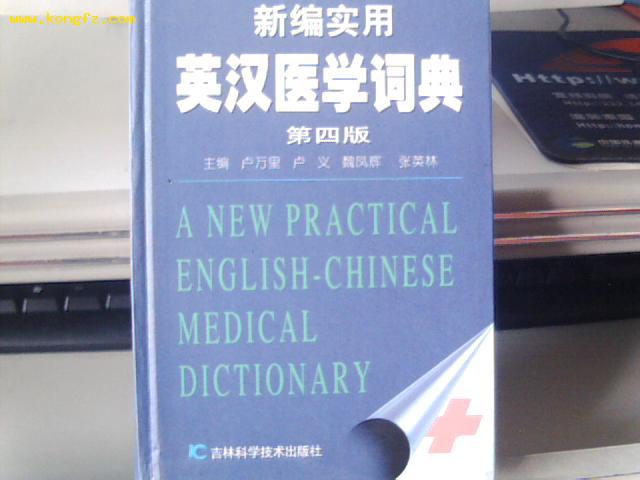 www.kongfz.com
新编实用
英汉医学词典
第四版
主编 卢万里 卢 义 魏凤辉 张英林
A NEW PRACTICAL
ENGLISH-CHINESE
MEDICAL
DICTIONARY
吉林科学技术出版社
Http://w